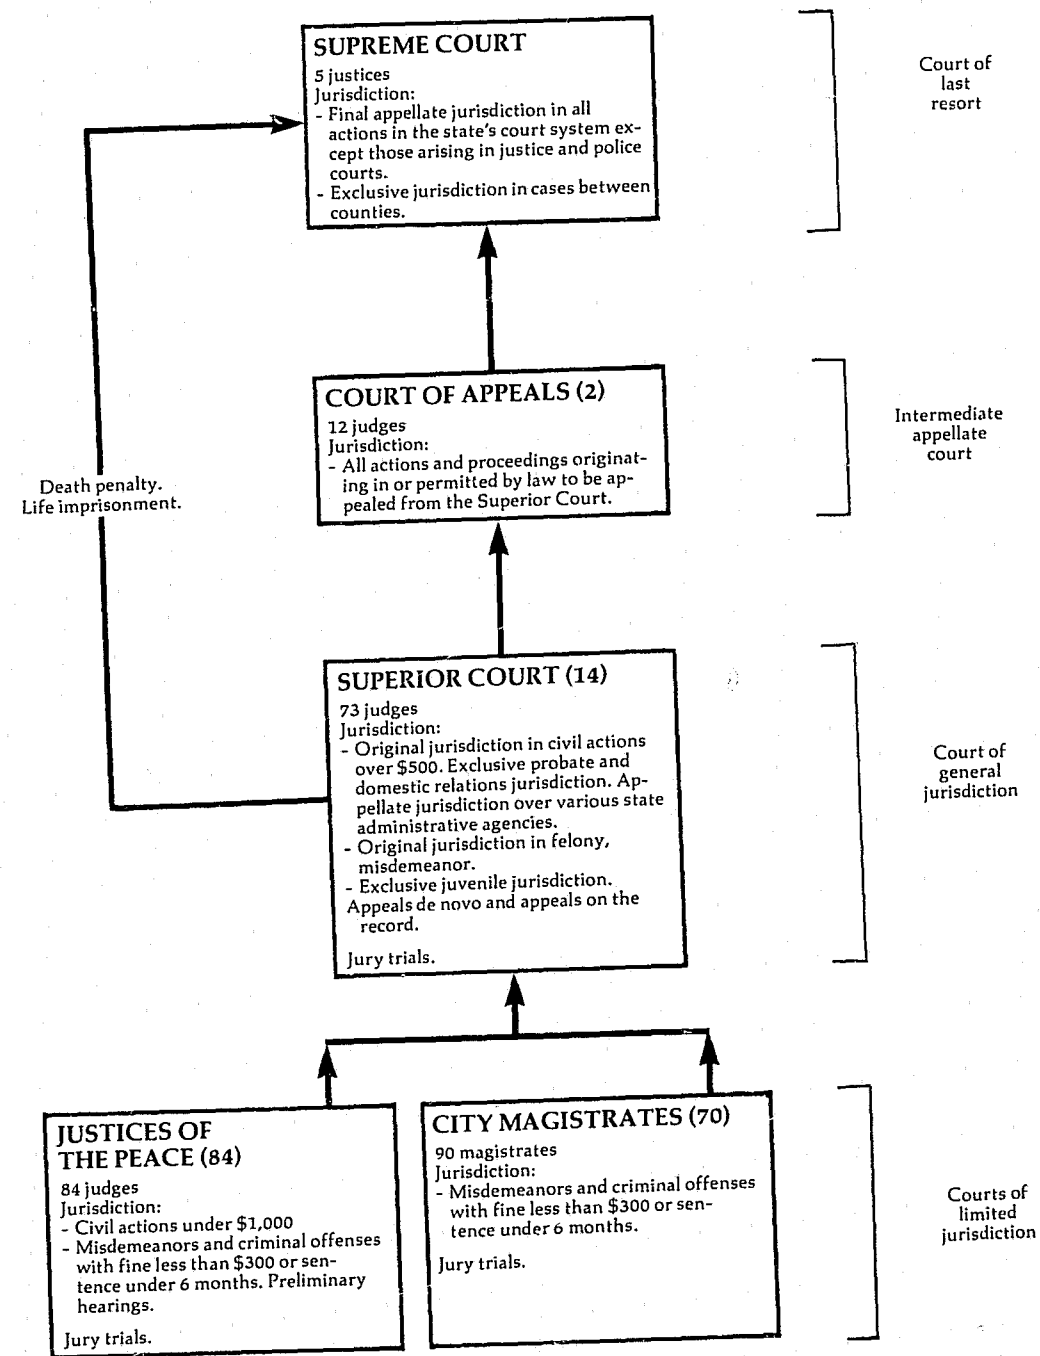 SUPREME COURT
5 justices
Jurisdiction:
- Final appellate jurisdiction in all
actions in the state's court system ex-
cept those arising in justice and police
courts.
- Exclusive jurisdiction in cases between
counties.
Court of
last
resort
COURT OF APPEALS (2)
12 judges
Jurisdiction:
- All actions and proceedings originat-
ing in or permitted by law to be ap-
pealed from the Superior Court.
Intermediate
appellate
court
Death penalty.
Life imprisonment.
SUPERIOR COURT (14)
73 judges
Jurisdiction:
- Original jurisdiction in civil actions
over $500. Exclusive probate and
domestic relations jurisdiction. Ap-
pellate jurisdiction over various state
administrative agencies.
- Original jurisdiction in felony,
misdemeanor.
- Exclusive juvenile jurisdiction.
Appeals de novo and appeals on the
record.
Jury trials.
Court of
general
jurisdiction
JUSTICES OF
THE PEACE (84)
84 judges
Jurisdiction:
- Civil actions under $1,000
- Misdemeanors and criminal offenses
with fine less than $300 or sen-
tence under 6 months. Preliminary
hearings.
Jury trials.
CITY MAGISTRATES (70)
90 magistrates
Jurisdiction:
- Misdemeanors and criminal offenses
with fine less than $300 or sen-
tence under 6 months.
Jury trials.
Courts of
limited
jurisdiction